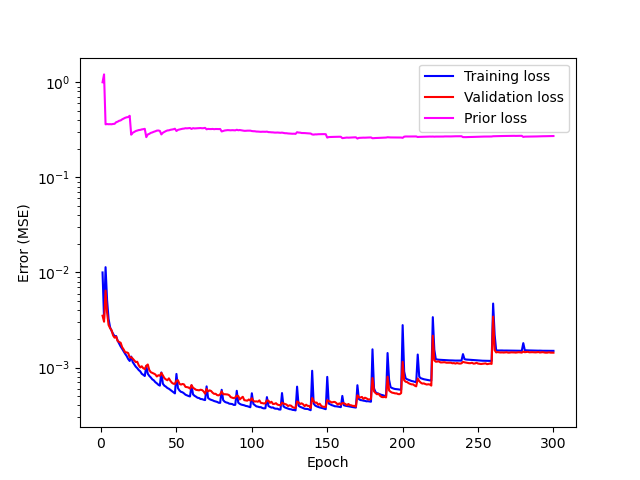 Training loss
Validation loss
Prior loss
10⁰
10⁻¹
10⁻²
10⁻³
Error (MSE)
0 50 100 150 200 250 300
Epoch